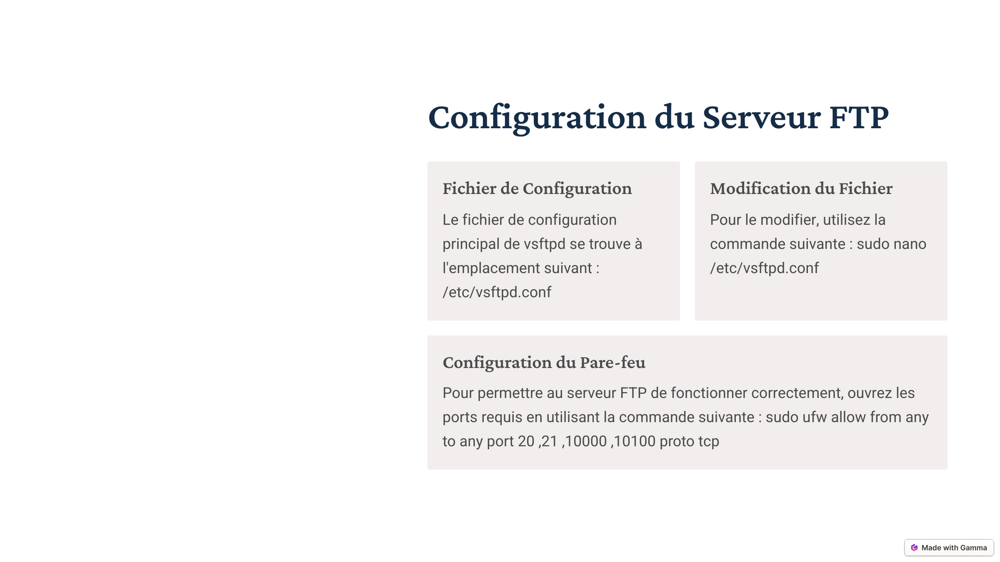 Configuration du Serveur FTP
Fichier de Configuration
Le fichier de configuration
principal de vsftpd se trouve à
l'emplacement suivant :
/etc/vsftpd.conf
Modification du Fichier
Pour le modifier, utilisez la
commande suivante : sudo nano
/etc/vsftpd.conf
Configuration du Pare-feu
Pour permettre au serveur FTP de fonctionner correctement, ouvrez les
ports requis en utilisant la commande suivante : sudo ufw allow from any
to any port 20 ,21 ,10000 ,10100 proto tcp
Made with Gamma